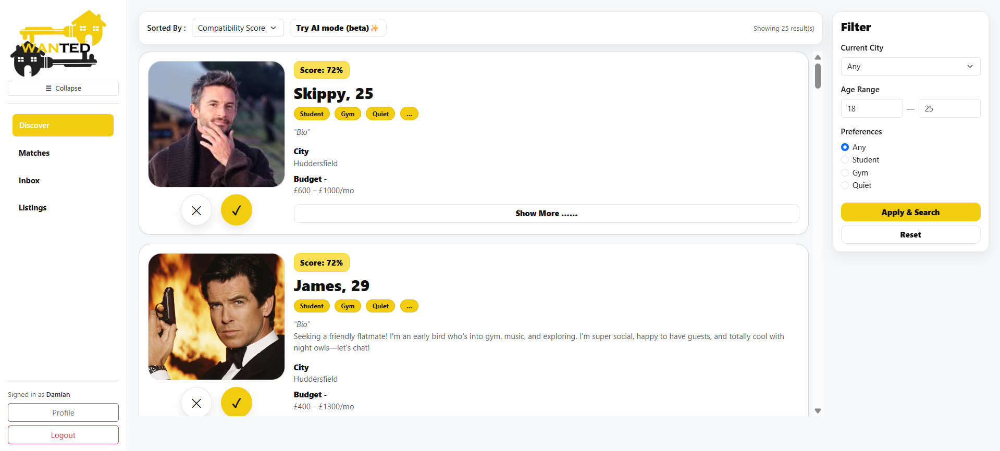 WANTED
☰ Collapse
Discover
Matches
Inbox
Listings
Signed in as Damian
Profile
Logout
Sorted By : Compatibility Score Try AI mode (beta)✨ Showing 25 result(s)
Score: 72%
Skippy, 25
Student Gym Quiet ...
"Bio"
City
Huddersfield
Budget -
£600 – £1000/mo
Show More ......
Score: 72%
James, 29
Student Gym Quiet ...
"Bio"
Seeking a friendly flatmate! I'm an early bird who's into gym, music, and exploring. I'm super social, happy to have guests, and totally cool with
night owls—let's chat!
City
Huddersfield
Budget -
£400 – £1300/mo
Filter
Current City
Any
Age Range
18 — 25
Preferences
Any
Student
Gym
Quiet
Apply & Search
Reset